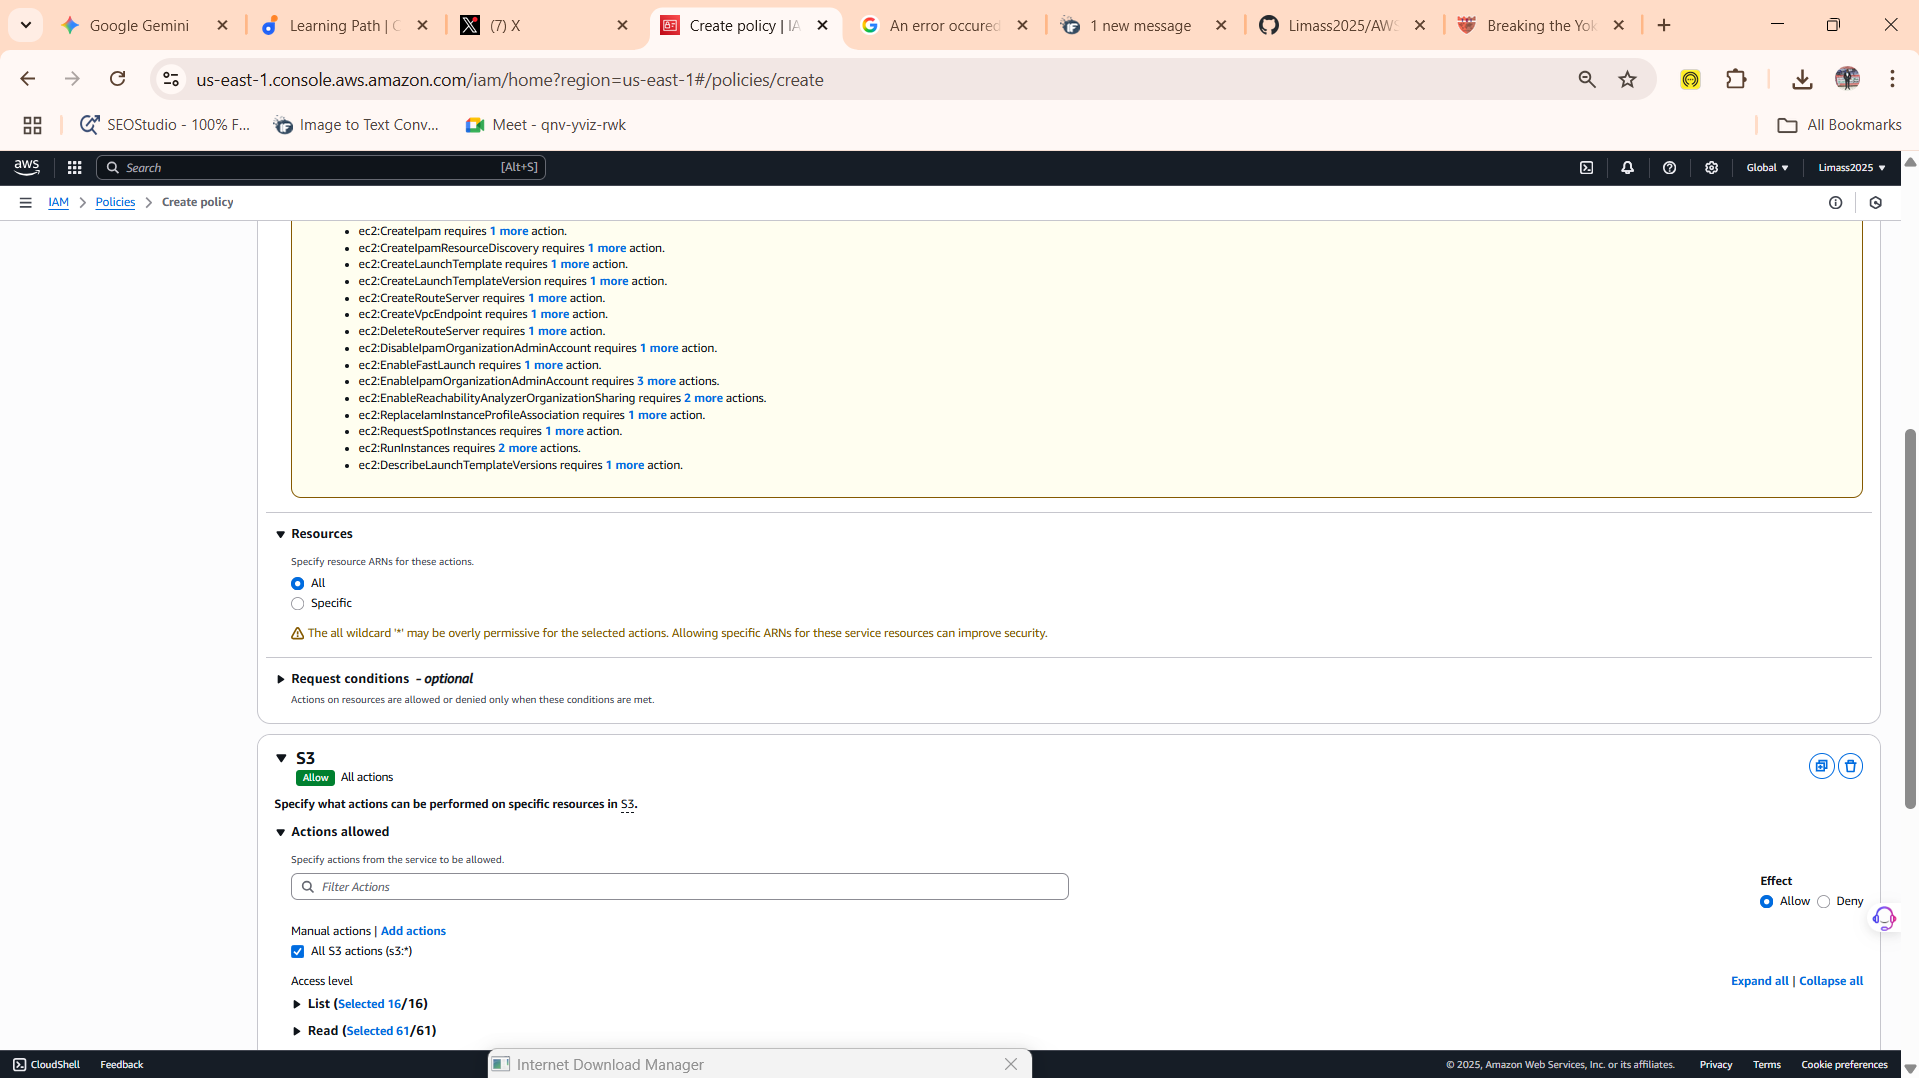 Google Gemini
Learning Path | C
(7) X
Create policy | IA
An error occured
1 new message
Limass2025/AWS
Breaking the Yok
us-east-1.console.aws.amazon.com/iam/home?region=us-east-1#/policies/create
SEOStudio - 100% F...
Image to Text Conv...
Meet - qnv-yviz-rwk
All Bookmarks
aws
Search
[Alt+S]
Global
Limass2025
IAM
Policies
Create policy
ec2:CreateIpam requires 1 more action.
ec2:CreateIpamResourceDiscovery requires 1 more action.
ec2:CreateLaunchTemplate requires 1 more action.
ec2:CreateLaunchTemplateVersion requires 1 more action.
ec2:CreateRouteServer requires 1 more action.
ec2:CreateVpcEndpoint requires 1 more action.
ec2:DeleteRouteServer requires 1 more action.
ec2:DisableIpamOrganizationAdminAccount requires 1 more action.
ec2:EnableFastLaunch requires 1 more action.
ec2:EnableIpamOrganizationAdminAccount requires 3 more actions.
ec2:EnableReachabilityAnalyzerOrganizationSharing requires 2 more actions.
ec2:ReplaceIamInstanceProfileAssociation requires 1 more action.
ec2:RequestSpotInstances requires 1 more action.
ec2:RunInstances requires 2 more actions.
ec2:DescribeLaunchTemplateVersions requires 1 more action.
Resources
Specify resource ARNs for these actions.
All
Specific
The all wildcard '*' may be overly permissive for the selected actions. Allowing specific ARNs for these service resources can improve security.
Request conditions - optional
Actions on resources are allowed or denied only when these conditions are met.
S3
Allow All actions
Specify what actions can be performed on specific resources in S3.
Actions allowed
Specify actions from the service to be allowed.
Filter Actions
Effect
Allow
Deny
Manual actions | Add actions
All S3 actions (s3:*)
Access level
Expand all | Collapse all
List (Selected 16/16)
Read (Selected 61/61)
CloudShell
Feedback
Internet Download Manager
© 2025, Amazon Web Services, Inc. or its affiliates.
Privacy
Terms
Cookie preferences